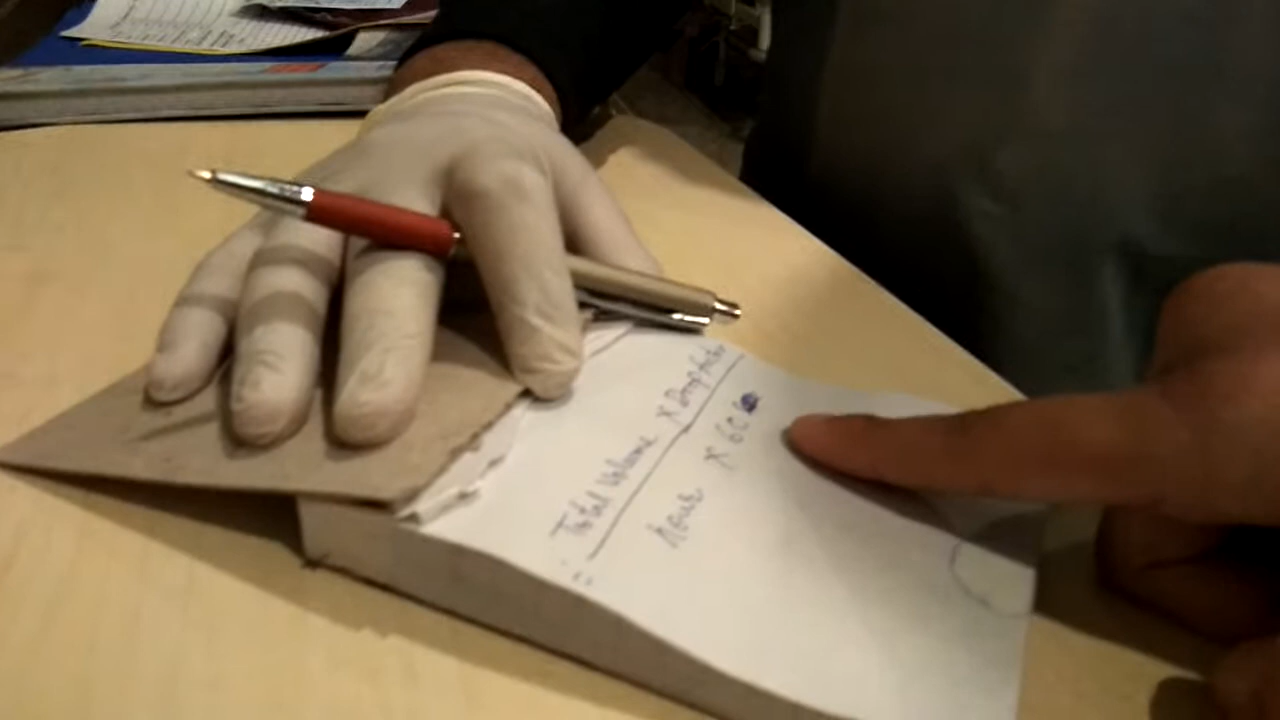 ∴ Total Volume X Drop factor
hour X 60